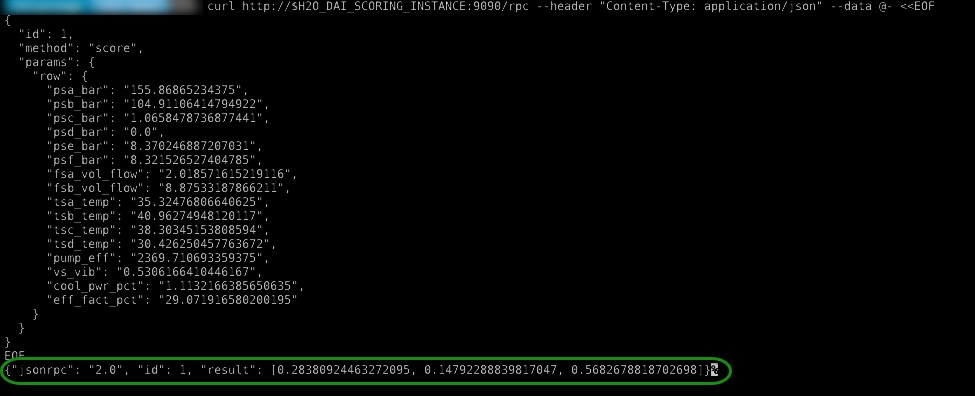 curl http://$H2O_DAI_SCORING_INSTANCE:9090/rpc --header "Content-Type: application/json" --data @- <<EOF
{
  "id": 1,
  "method": "score",
  "params": {
    "row": {
      "psa_bar": "155.86865234375",
      "psb_bar": "104.91106414794922",
      "psc_bar": "1.0658478736877441",
      "psd_bar": "0.0",
      "pse_bar": "8.370246887207031",
      "psf_bar": "8.321526527404785",
      "fsa_vol_flow": "2.018571615219116",
      "fsb_vol_flow": "8.87533187866211",
      "tsa_temp": "35.32476806640625",
      "tsb_temp": "40.96274948120117",
      "tsc_temp": "38.30345153808594",
      "tsd_temp": "30.426250457763672",
      "pump_eff": "2369.710693359375",
      "vs_vib": "0.5306166410446167",
      "cool_pwr_pct": "1.1132166385650635",
      "eff_fact_pct": "29.071916580200195"
    }
  }
}
EOF
{"jsonrpc": "2.0", "id": 1, "result": [0.28380924463272095, 0.14792288839817047, 0.5682678818702698]}%